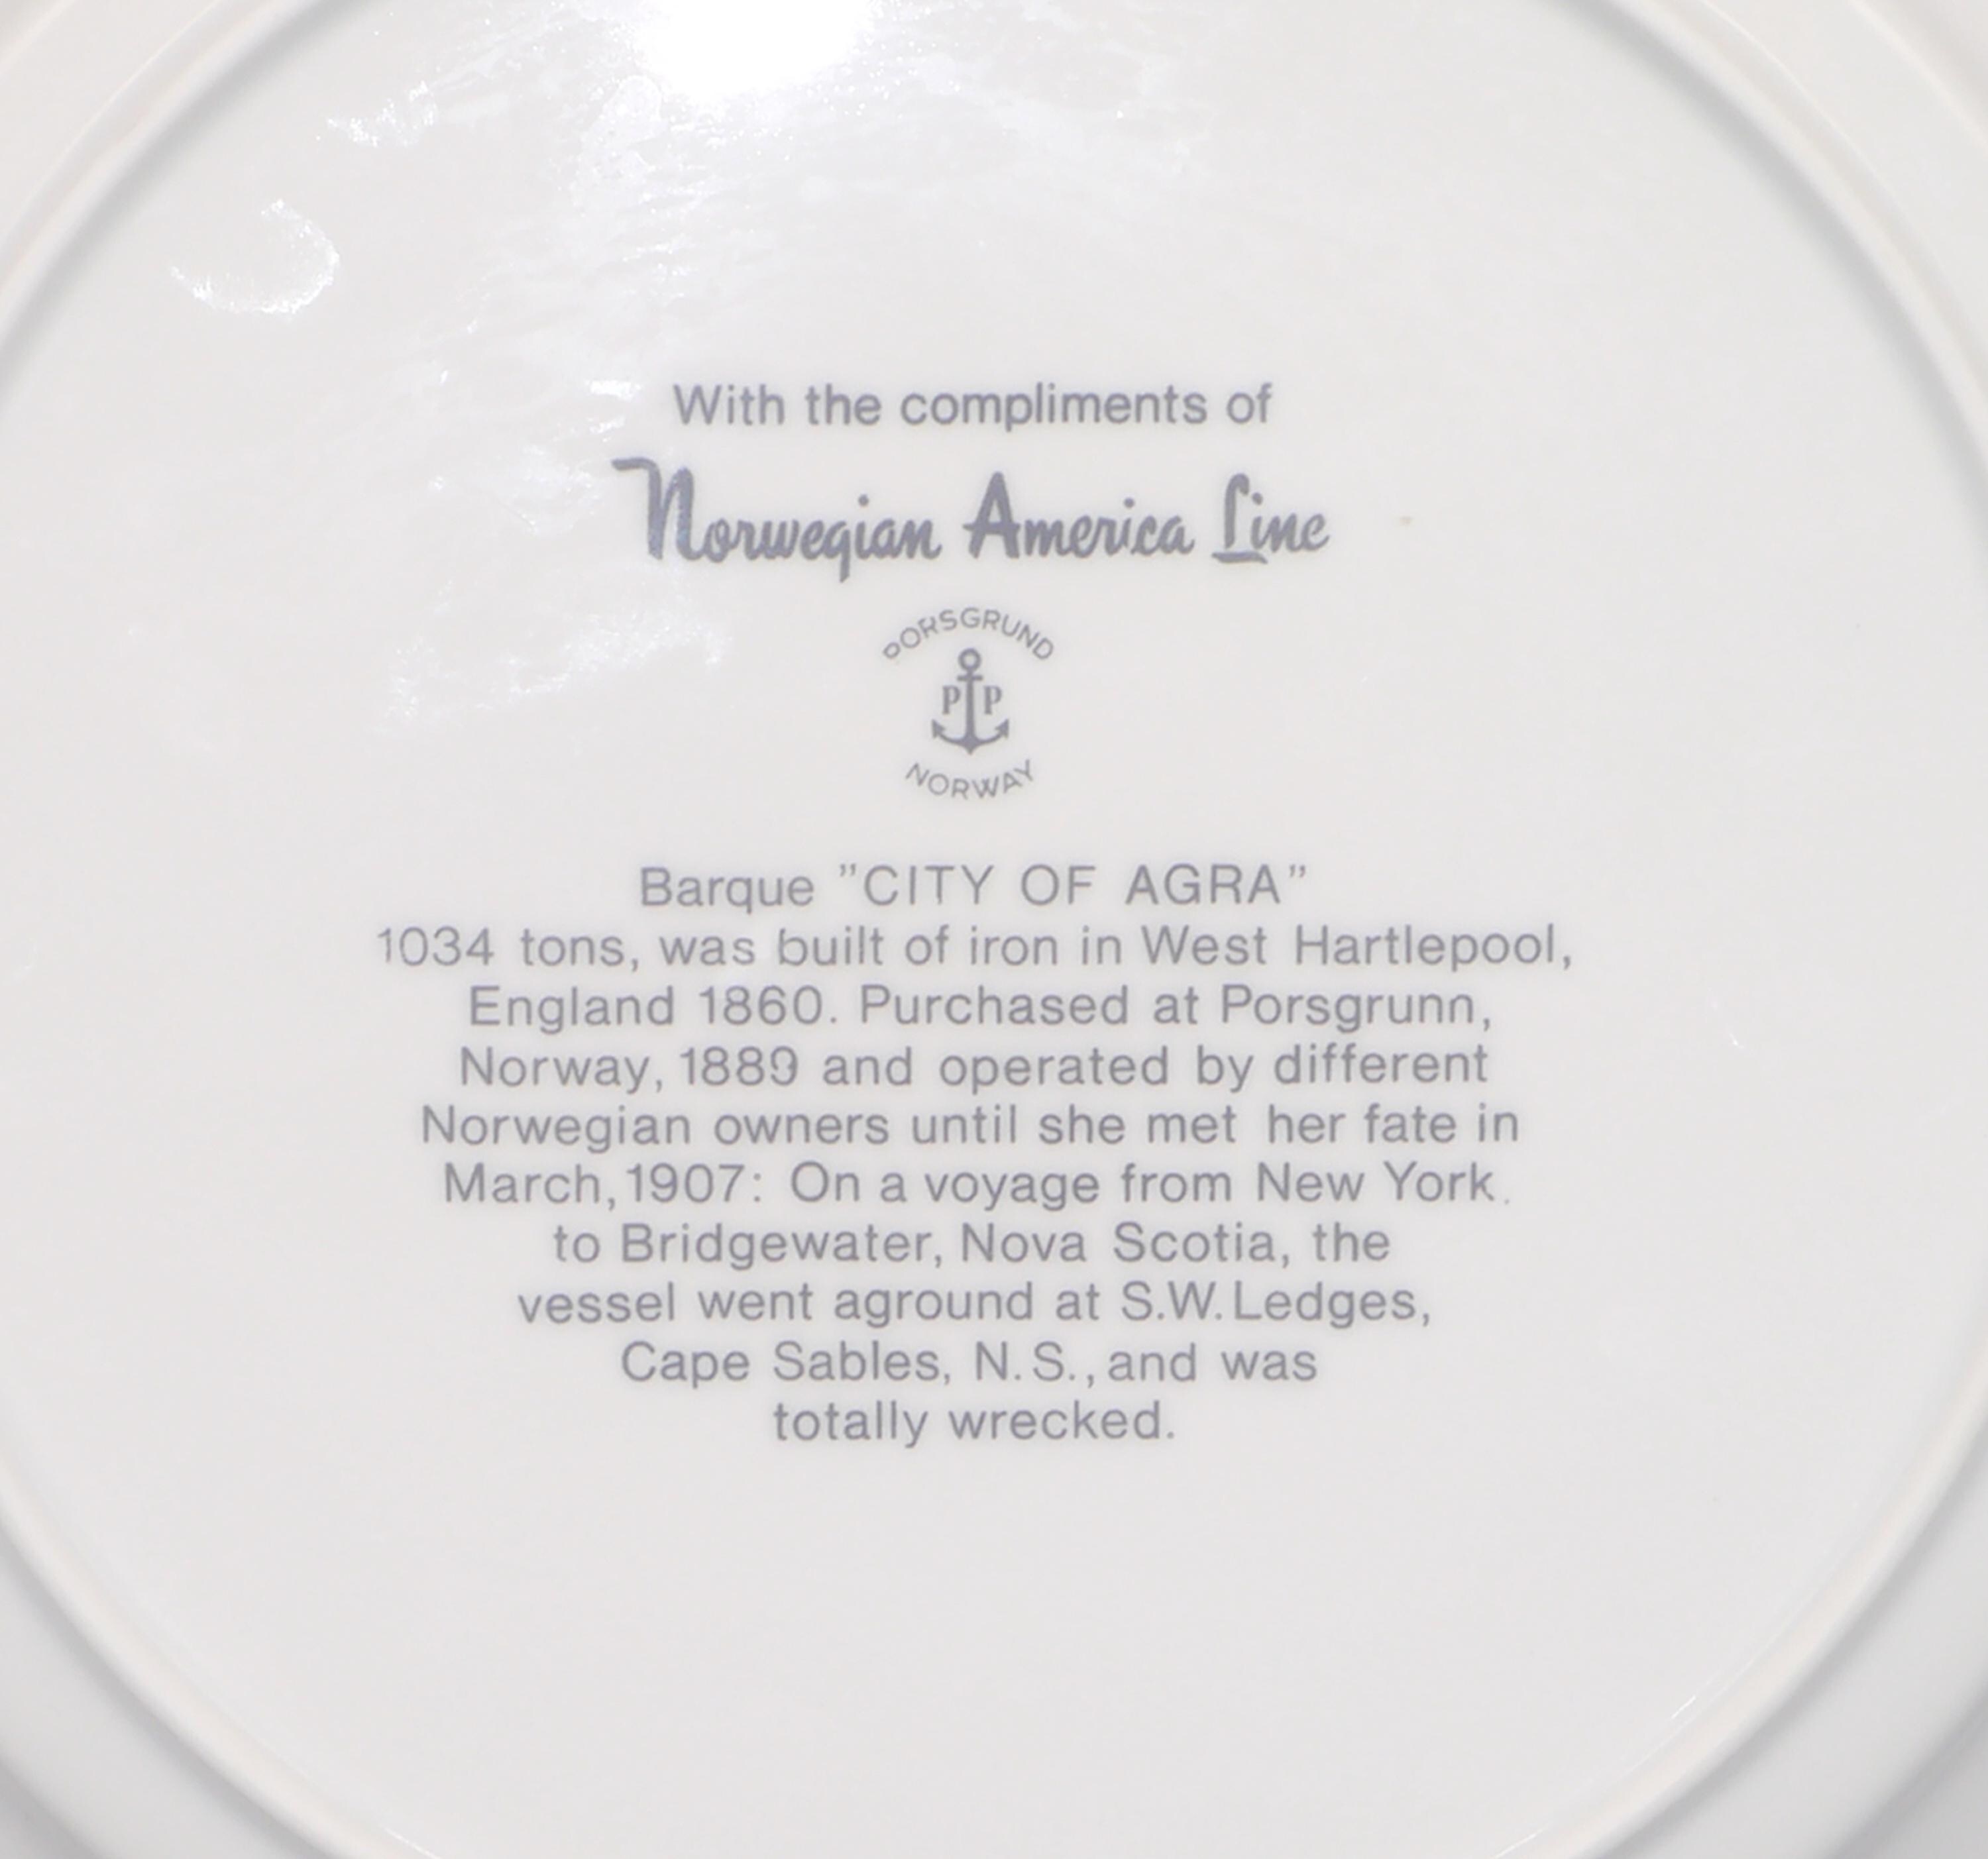 With the compliments of
Norwegian America Line
PORSGRUND
P P
NORWAY
Barque "CITY OF AGRA"
1034 tons, was built of iron in West Hartlepool,
England 1860. Purchased at Porsgrunn,
Norway, 1889 and operated by different
Norwegian owners until she met her fate in
March, 1907: On a voyage from New York.
to Bridgewater, Nova Scotia, the
vessel went aground at S.W. Ledges,
Cape Sables, N.S., and was
totally wrecked.